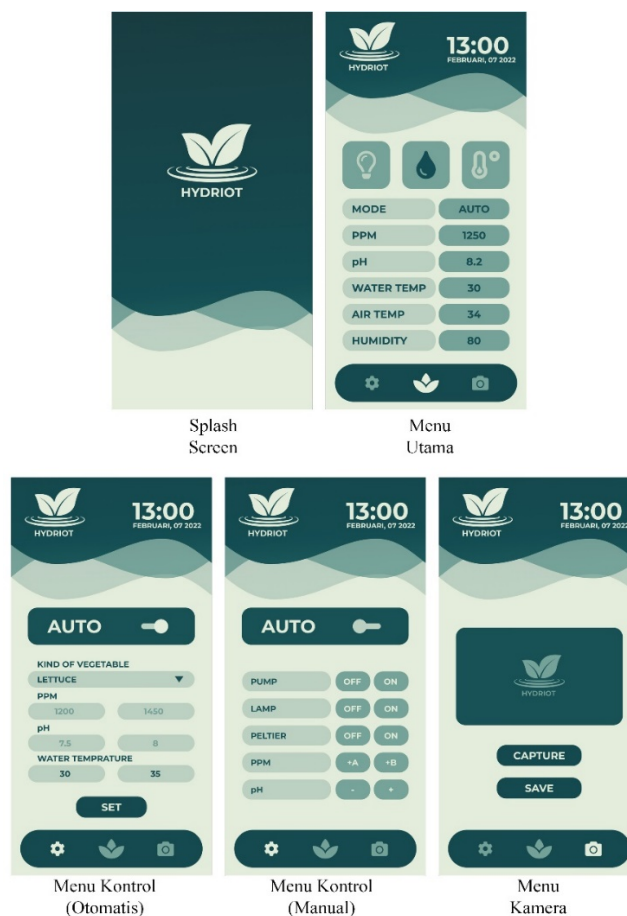 HYDRIOT
Splash
Screen
HYDRIOT
13:00
FEBRUARI, 07 2022
MODE AUTO
PPM 1250
pH 8.2
WATER TEMP 30
AIR TEMP 34
HUMIDITY 80
Menu
Utama
HYDRIOT
13:00
FEBRUARI, 07 2022
AUTO
KIND OF VEGETABLE
LETTUCE
PPM
1200 1450
pH
7.5 8
WATER TEMPRATURE
30 35
SET
Menu Kontrol
(Otomatis)
HYDRIOT
13:00
FEBRUARI, 07 2022
AUTO
PUMP OFF ON
LAMP OFF ON
PELTIER OFF ON
PPM +A +B
pH - +
Menu Kontrol
(Manual)
HYDRIOT
13:00
FEBRUARI, 07 2022
HYDRIOT
CAPTURE
SAVE
Menu
Kamera